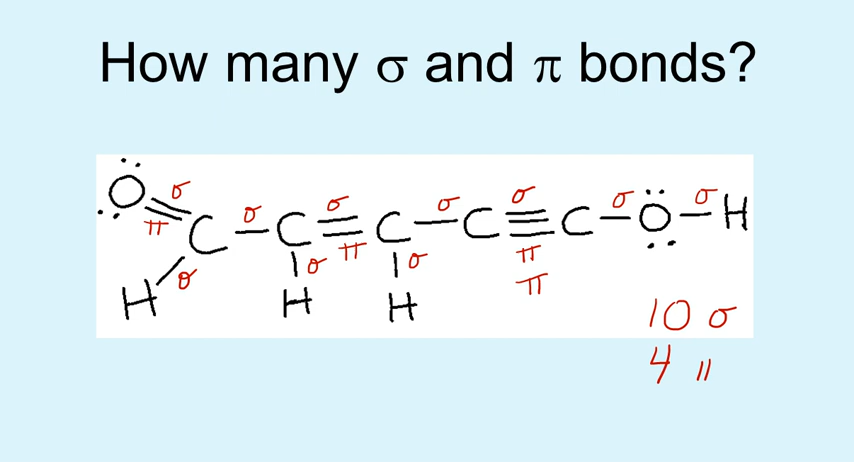 How many σ and π bonds?
O σ
π C σ C σ π C σ C σ π π C σ O σ H
σ σ σ
H H H
10 σ
4 π